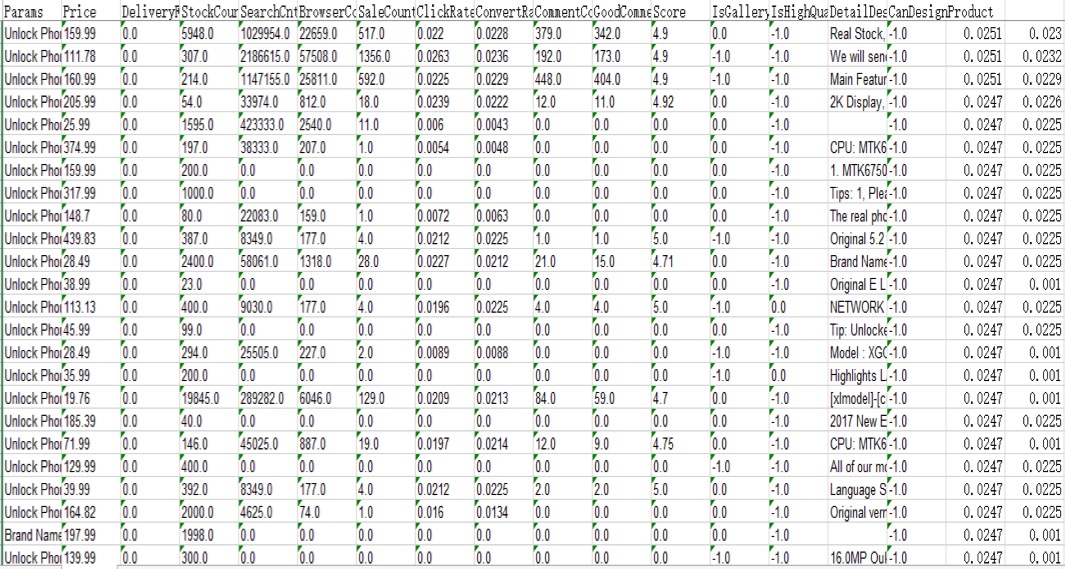 Params Price DeliveryF StockCour SearchCnt BrowserCo SaleCount ClickRate ConvertRa CommentCo GoodComme Score IsGallery IsHighQua DetailDes CanDesignProduct
Unlock Pho 159.99 0.0 5948.0 1029954.0 22659.0 517.0 0.022 0.0228 379.0 342.0 4.9 0.0 -1.0 Real Stock, -1.0 0.0251 0.023
Unlock Pho 111.78 0.0 307.0 2186615.0 57508.0 1356.0 0.0263 0.0236 192.0 173.0 4.9 -1.0 -1.0 We will sen -1.0 0.0251 0.0232
Unlock Pho 160.99 0.0 214.0 1147155.0 25811.0 592.0 0.0225 0.0229 448.0 404.0 4.9 0.0 -1.0 Main Featur -1.0 0.0251 0.0229
Unlock Pho 205.99 0.0 54.0 33974.0 812.0 18.0 0.0239 0.0222 12.0 11.0 4.92 0.0 -1.0 2K Display, -1.0 0.0247 0.0226
Unlock Pho 25.99 0.0 1595.0 423333.0 2540.0 11.0 0.006 0.0043 0.0 0.0 0.0 0.0 -1.0 -1.0 0.0247 0.0225
Unlock Pho 374.99 0.0 197.0 38333.0 207.0 1.0 0.0054 0.0048 0.0 0.0 0.0 0.0 -1.0 CPU: MTK6 -1.0 0.0247 0.0225
Unlock Pho 159.99 0.0 200.0 0.0 0.0 0.0 0.0 0.0 0.0 0.0 0.0 0.0 -1.0 1. MTK6750 -1.0 0.0247 0.0225
Unlock Pho 317.99 0.0 1000.0 0.0 0.0 0.0 0.0 0.0 0.0 0.0 0.0 0.0 -1.0 Tips: 1, Plea -1.0 0.0247 0.0225
Unlock Pho 148.7 0.0 80.0 22083.0 159.0 1.0 0.0072 0.0063 0.0 0.0 0.0 0.0 -1.0 The real pho -1.0 0.0247 0.0225
Unlock Pho 439.83 0.0 387.0 8349.0 177.0 4.0 0.0212 0.0225 1.0 1.0 5.0 -1.0 -1.0 Original 5.2 -1.0 0.0247 0.0225
Unlock Pho 28.49 0.0 2400.0 58061.0 1318.0 28.0 0.0227 0.0212 21.0 15.0 4.71 0.0 -1.0 Brand Name -1.0 0.0247 0.0225
Unlock Pho 38.99 0.0 23.0 0.0 0.0 0.0 0.0 0.0 0.0 0.0 0.0 0.0 -1.0 Original E L -1.0 0.0247 0.001
Unlock Pho 113.13 0.0 400.0 9030.0 177.0 4.0 0.0196 0.0225 4.0 4.0 5.0 -1.0 0.0 NETWORK -1.0 0.0247 0.0225
Unlock Pho 45.99 0.0 99.0 0.0 0.0 0.0 0.0 0.0 0.0 0.0 0.0 0.0 -1.0 Tip: Unlocke -1.0 0.0247 0.0225
Unlock Pho 28.49 0.0 294.0 25505.0 227.0 2.0 0.0089 0.0088 0.0 0.0 0.0 -1.0 -1.0 Model : XGC -1.0 0.0247 0.001
Unlock Pho 35.99 0.0 200.0 0.0 0.0 0.0 0.0 0.0 0.0 0.0 0.0 -1.0 0.0 Highlights L -1.0 0.0247 0.001
Unlock Pho 19.76 0.0 19845.0 289282.0 6046.0 129.0 0.0209 0.0213 84.0 59.0 4.7 0.0 -1.0 [xlmodel]-[c -1.0 0.0247 0.001
Unlock Pho 185.39 0.0 40.0 0.0 0.0 0.0 0.0 0.0 0.0 0.0 0.0 0.0 -1.0 2017 New E -1.0 0.0247 0.0225
Unlock Pho 71.99 0.0 146.0 45025.0 887.0 19.0 0.0197 0.0214 12.0 9.0 4.75 0.0 -1.0 CPU: MTK6 -1.0 0.0247 0.001
Unlock Pho 129.99 0.0 400.0 0.0 0.0 0.0 0.0 0.0 0.0 0.0 0.0 -1.0 -1.0 All of our mo -1.0 0.0247 0.0225
Unlock Pho 39.99 0.0 392.0 8349.0 177.0 4.0 0.0212 0.0225 2.0 2.0 5.0 0.0 -1.0 Language S -1.0 0.0247 0.0225
Unlock Pho 164.82 0.0 2000.0 4625.0 74.0 1.0 0.016 0.0134 0.0 0.0 0.0 0.0 -1.0 Original vern -1.0 0.0247 0.0225
Brand Name 197.99 0.0 1998.0 0.0 0.0 0.0 0.0 0.0 0.0 0.0 0.0 0.0 -1.0 -1.0 0.0247 0.001
Unlock Pho 139.99 0.0 300.0 0.0 0.0 0.0 0.0 0.0 0.0 0.0 0.0 -1.0 -1.0 16.0MP Oul -1.0 0.0247 0.001